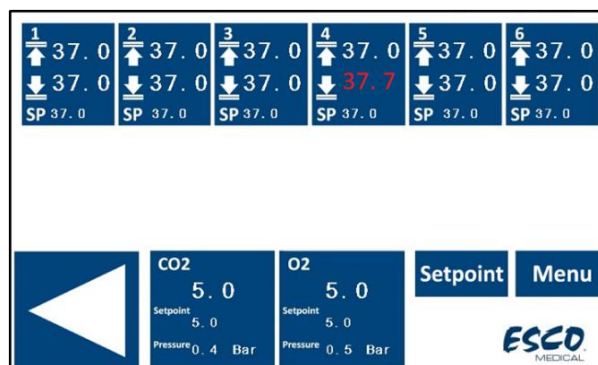 1 2 3 4 5 6
37. 0 37. 0 37. 0 37. 0 37. 0 37. 0
37. 0 37. 0 37. 0 37.7 37. 0 37. 0
SP 37. 0 SP 37. 0 SP 37. 0 SP 37. 0 SP 37. 0 SP 37. 0
CO2 O2 Setpoint Menu
5. 0 5. 0
Setpoint Setpoint
5. 0 5. 0
Pressure 0. 4 Bar Pressure 0. 5 Bar
ESCO
MEDICAL